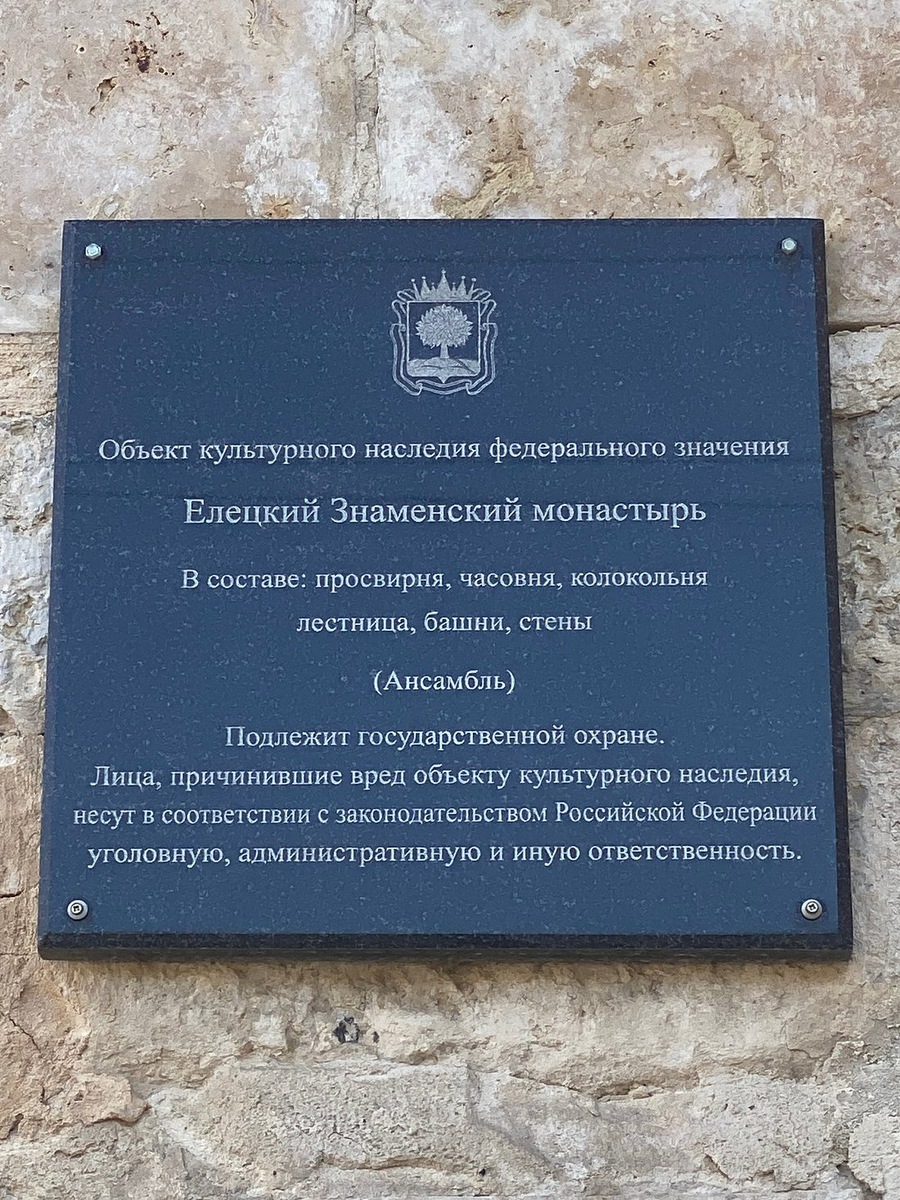 Объект культурного наследия федерального значения
Елецкий Знаменский монастырь
В составе: просвирня, часовня, колокольня
лестница, башни, стены
(Ансамбль)
Подлежит государственной охране.
Лица, причинившие вред объекту культурного наследия,
несут в соответствии с законодательством Российской Федерации
уголовную, административную и иную ответственность.